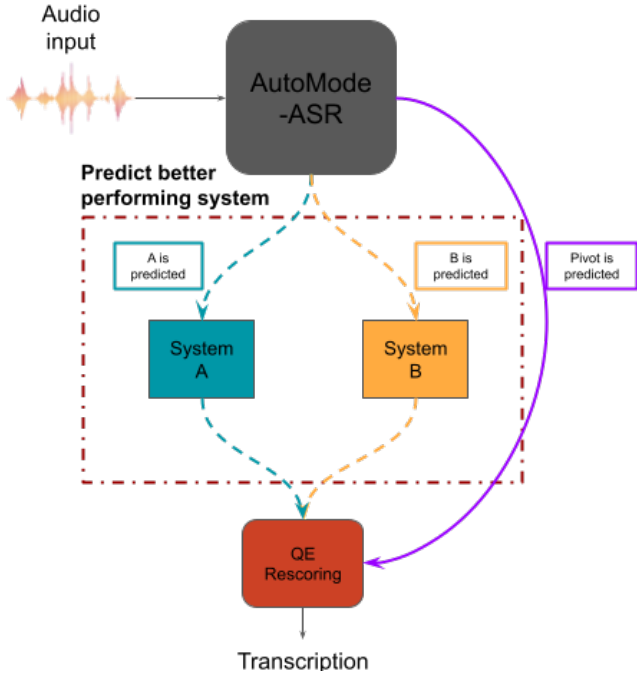 Audio
input
AutoMode
-ASR
Predict better
performing system
A is
predicted
B is
predicted
Pivot is
predicted
System
A
System
B
QE
Rescoring
Transcription